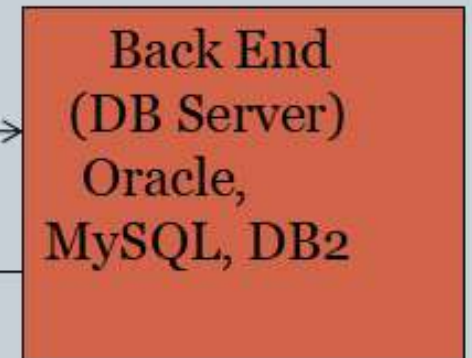 Back End
(DB Server)
Oracle,
MySQL, DB2